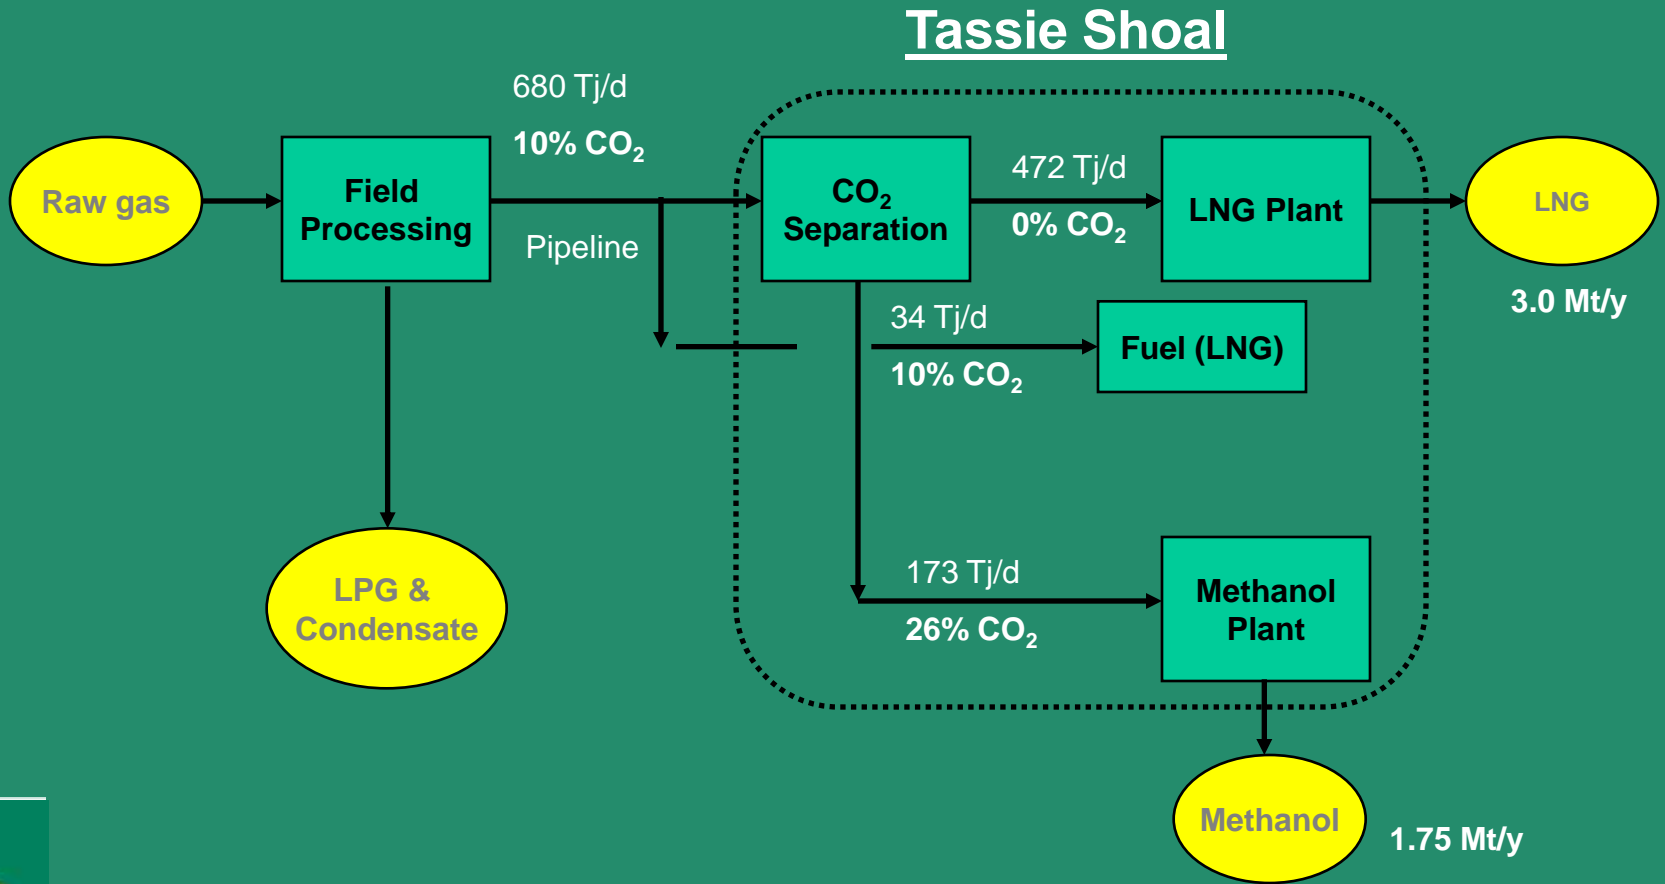 Tassie Shoal
680 Tj/d
10% CO₂
Raw gas
Field
Processing
Pipeline
CO₂
Separation
472 Tj/d
0% CO₂
LNG Plant
LNG
3.0 Mt/y
34 Tj/d
10% CO₂
Fuel (LNG)
LPG &
Condensate
173 Tj/d
26% CO₂
Methanol
Plant
Methanol
1.75 Mt/y